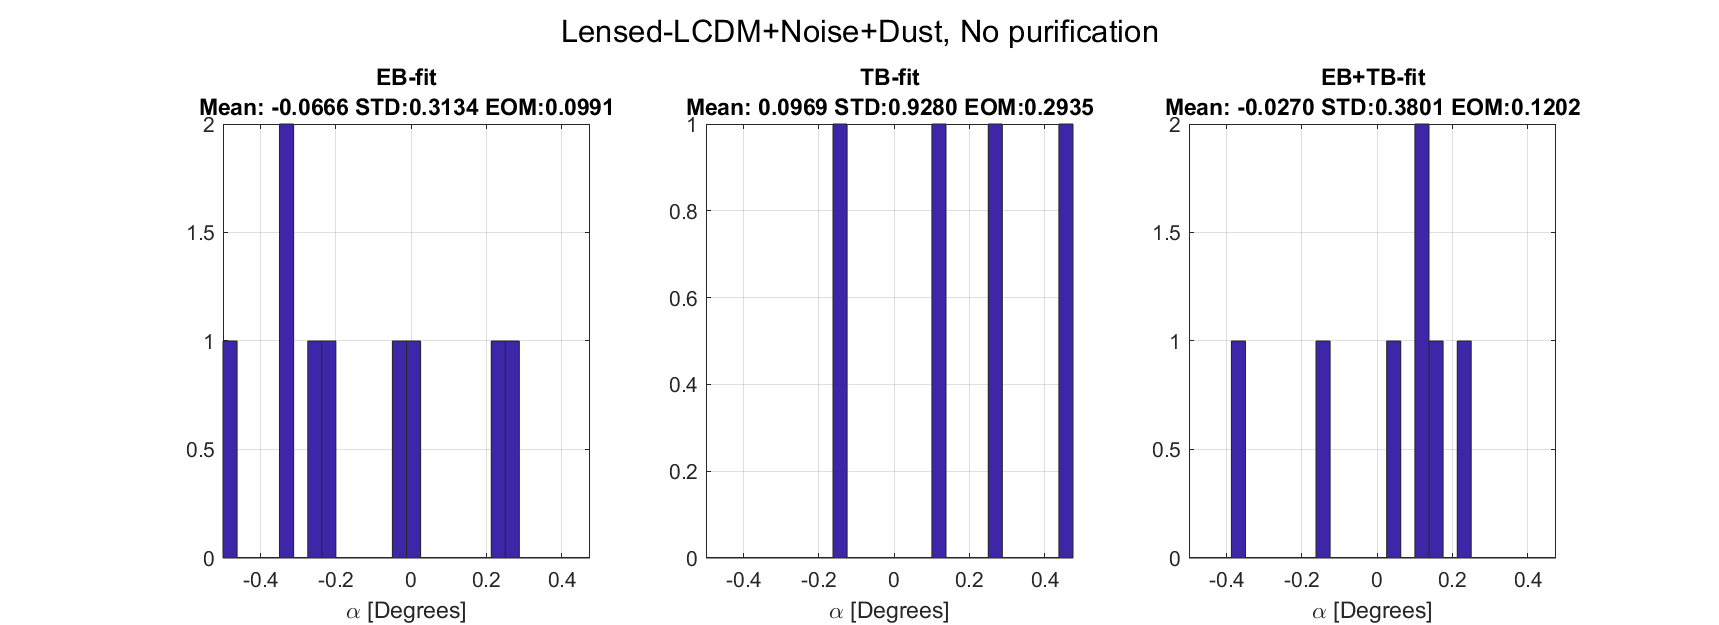 Lensed-LCDM+Noise+Dust, No purification
EB-fit
Mean: -0.0666 STD:0.3134 EOM:0.0991
2
1.5
1
0.5
0
-0.4 -0.2 0 0.2 0.4
α [Degrees]
TB-fit
Mean: 0.0969 STD:0.9280 EOM:0.2935
1
0.8
0.6
0.4
0.2
0
-0.4 -0.2 0 0.2 0.4
α [Degrees]
EB+TB-fit
Mean: -0.0270 STD:0.3801 EOM:0.1202
2
1.5
1
0.5
0
-0.4 -0.2 0 0.2 0.4
α [Degrees]